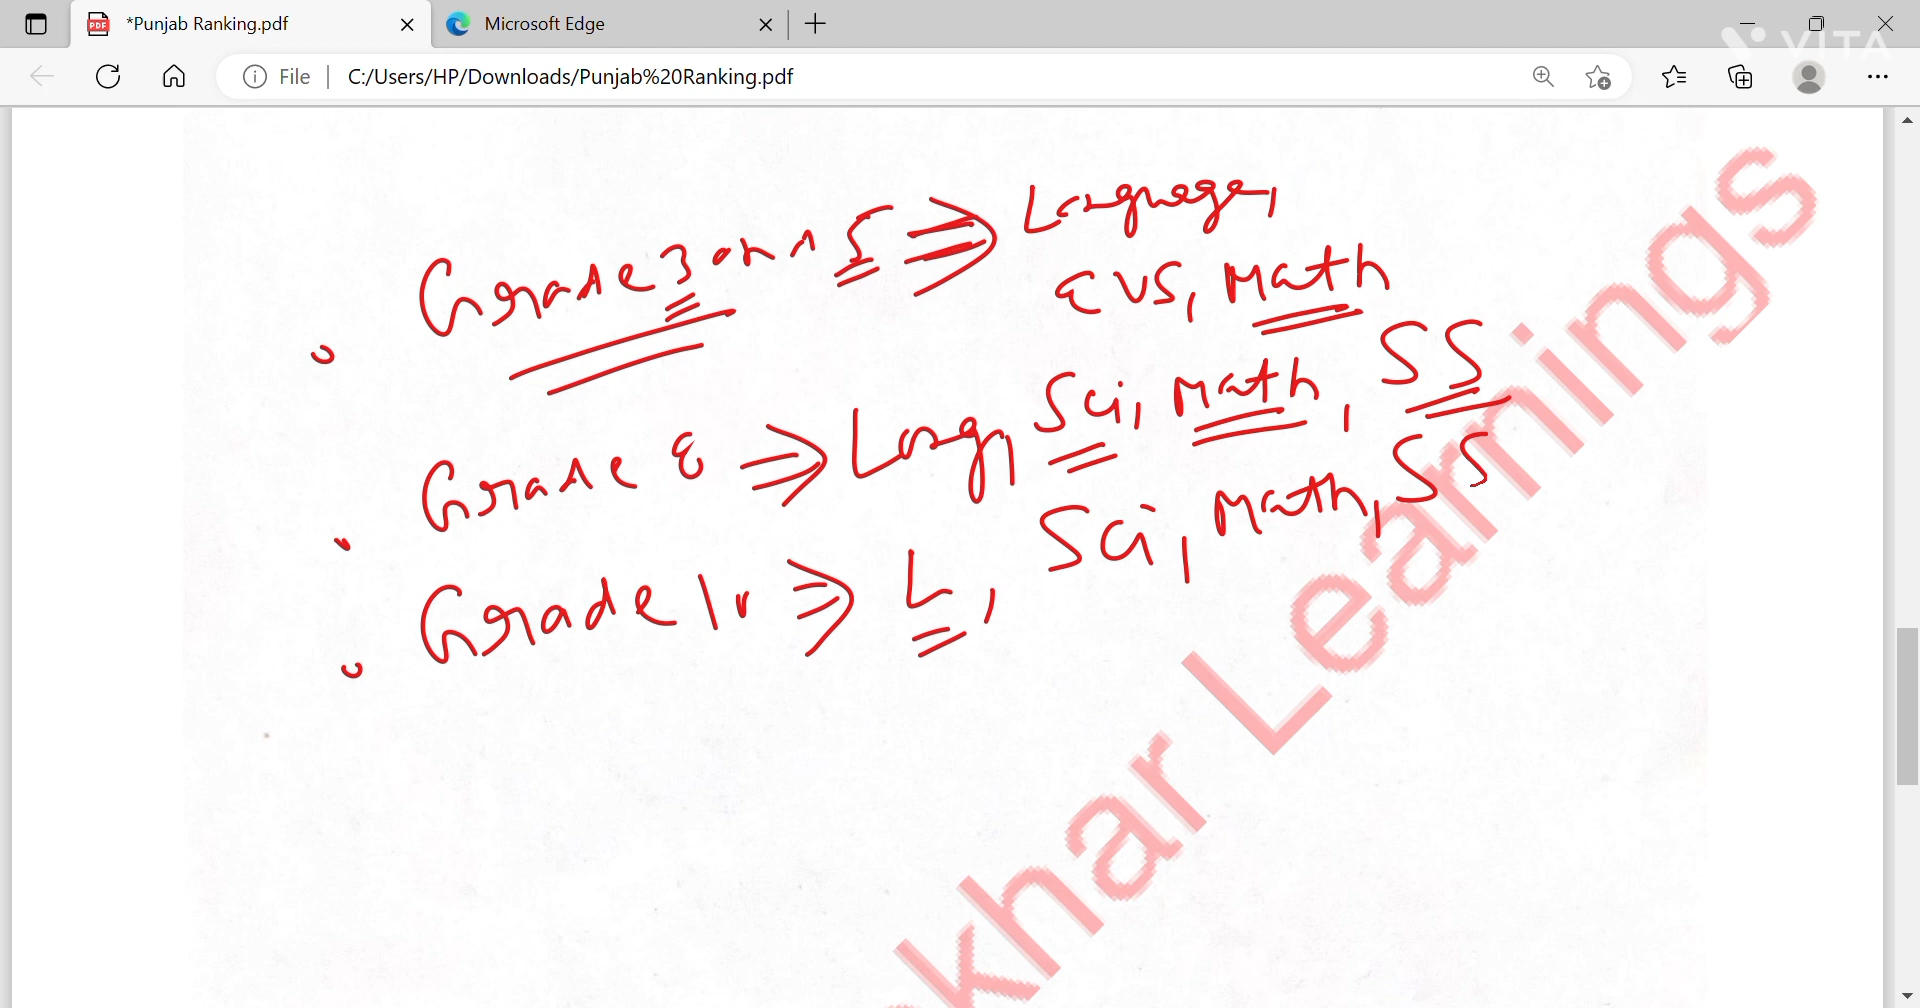 *Punjab Ranking.pdf
Microsoft Edge
VITA
File
C:/Users/HP/Downloads/Punjab%20Ranking.pdf
Grade 3 and 5 ⇒ Language,
EVS, Math
Grade 8 ⇒ Lang, Sci, Math, SS
Grade 10 ⇒ L, Sci, Math, SS
khar Learnings